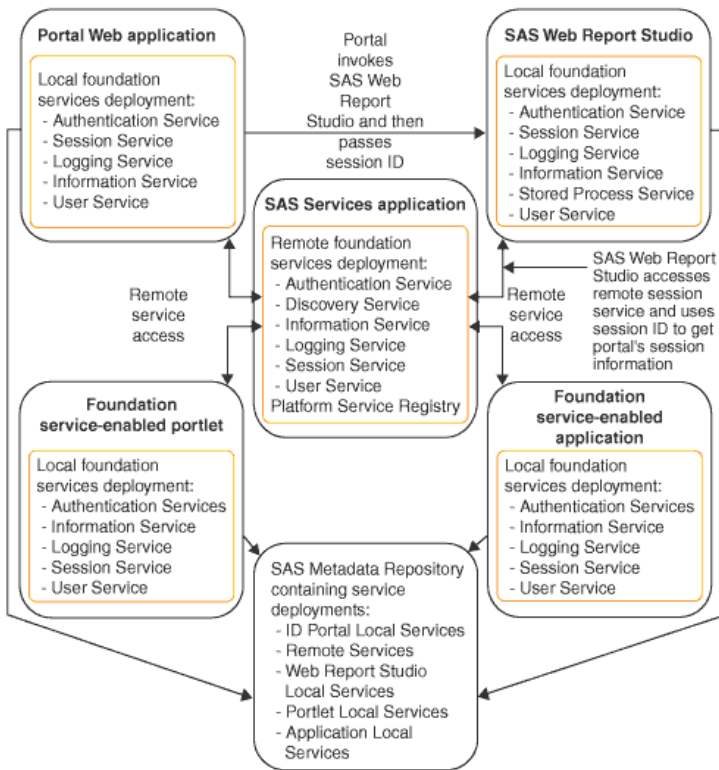 Portal Web application
Local foundation
services deployment:
- Authentication Service
- Session Service
- Logging Service
- Information Service
- User Service
Portal
invokes
SAS Web
Report
Studio and then
passes
session ID
SAS Web Report Studio
Local foundation
services deployment:
- Authentication Service
- Session Service
- Logging Service
- Information Service
- Stored Process Service
- User Service
SAS Services application
Remote foundation
services deployment:
- Authentication Service
- Discovery Service
- Information Service
- Logging Service
- Session Service
- User Service
Platform Service Registry
Remote
service
access
Remote
service
access
SAS Web Report
Studio accesses
remote session
service and uses
session ID to get
portal's session
information
Foundation
service-enabled portlet
Local foundation
services deployment:
- Authentication Services
- Information Service
- Logging Service
- Session Service
- User Service
Foundation
service-enabled
application
Local foundation
services deployment:
- Authentication Services
- Information Service
- Logging Service
- Session Service
- User Service
SAS Metadata Repository
containing service
deployments:
- ID Portal Local Services
- Remote Services
- Web Report Studio
Local Services
- Portlet Local Services
- Application Local
Services